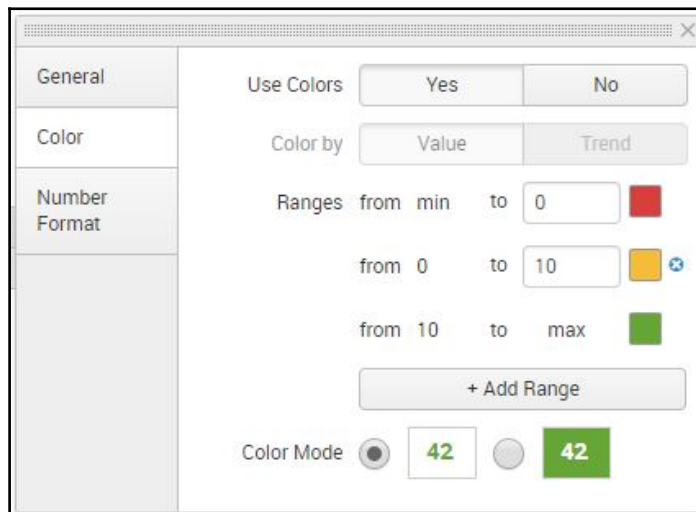 General
Color
Number
Format
Use Colors Yes No
Color by Value Trend
Ranges from min to 0
from 0 to 10
from 10 to max
+ Add Range
Color Mode 42 42